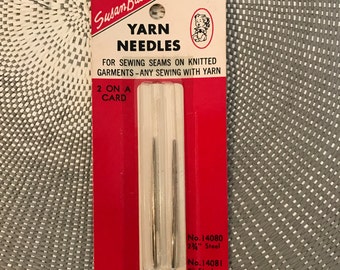 Susan Ba
YARN
NEEDLES
FOR SEWING SEAMS ON KNITTED
GARMENTS—ANY SEWING WITH YARN
2 ON A
CARD
No. 14080
Steel
No. 14081